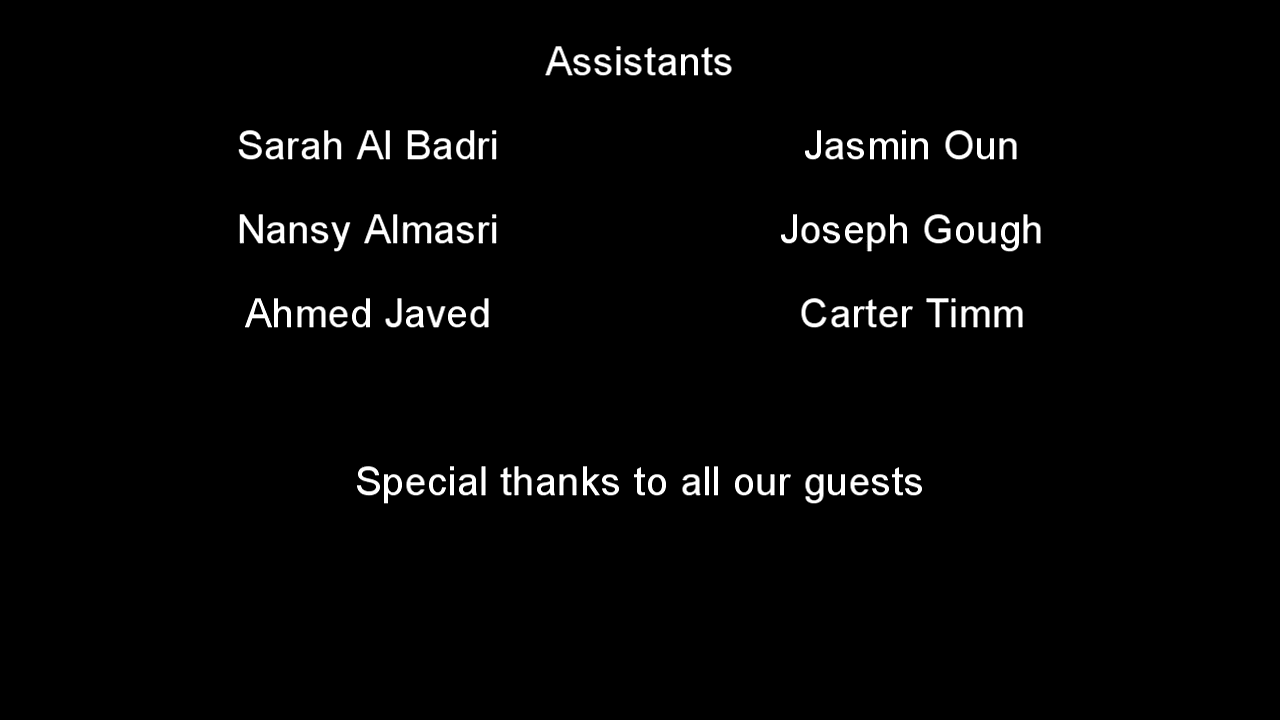 Assistants
Sarah Al Badri Jasmin Oun
Nansy Almasri Joseph Gough
Ahmed Javed Carter Timm
Special thanks to all our guests